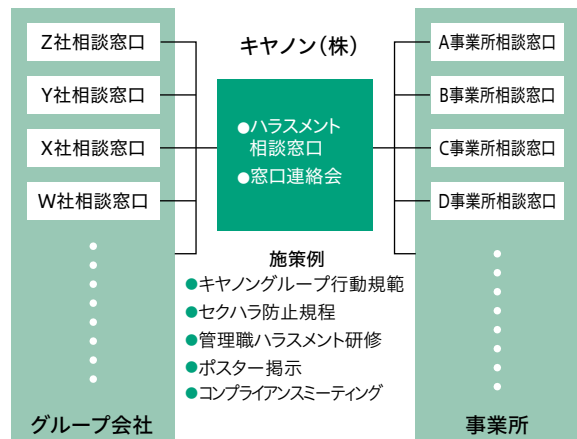 キヤノン（株）
Z社相談窓口
Y社相談窓口
X社相談窓口
W社相談窓口
グループ会社
●ハラスメント
相談窓口
●窓口連絡会
A事業所相談窓口
B事業所相談窓口
C事業所相談窓口
D事業所相談窓口
事業所
施策例
●キヤノングループ行動規範
●セクハラ防止規程
●管理職ハラスメント研修
●ポスター掲示
●コンプライアンスミーティング